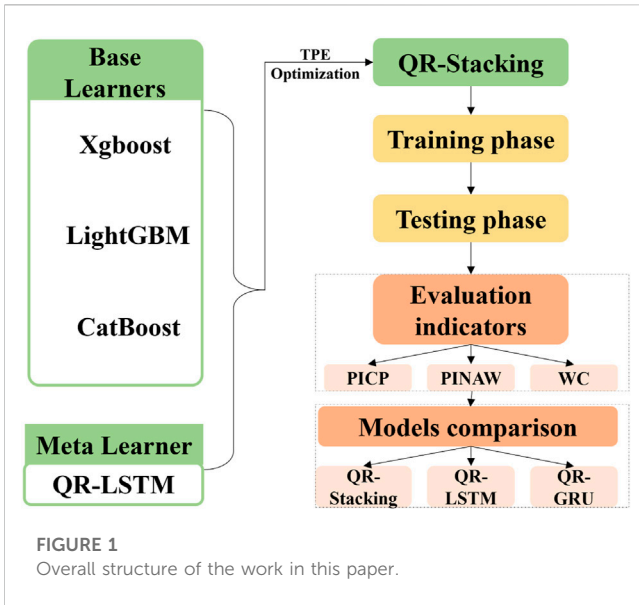 Base
Learners
Xgboost
LightGBM
CatBoost
Meta Learner
QR-LSTM
TPE
Optimization
QR-Stacking
Training phase
Testing phase
Evaluation
indicators
PICP
PINAW
WC
Models comparison
QR-
Stacking
QR-
LSTM
QR-
GRU
FIGURE 1
Overall structure of the work in this paper.